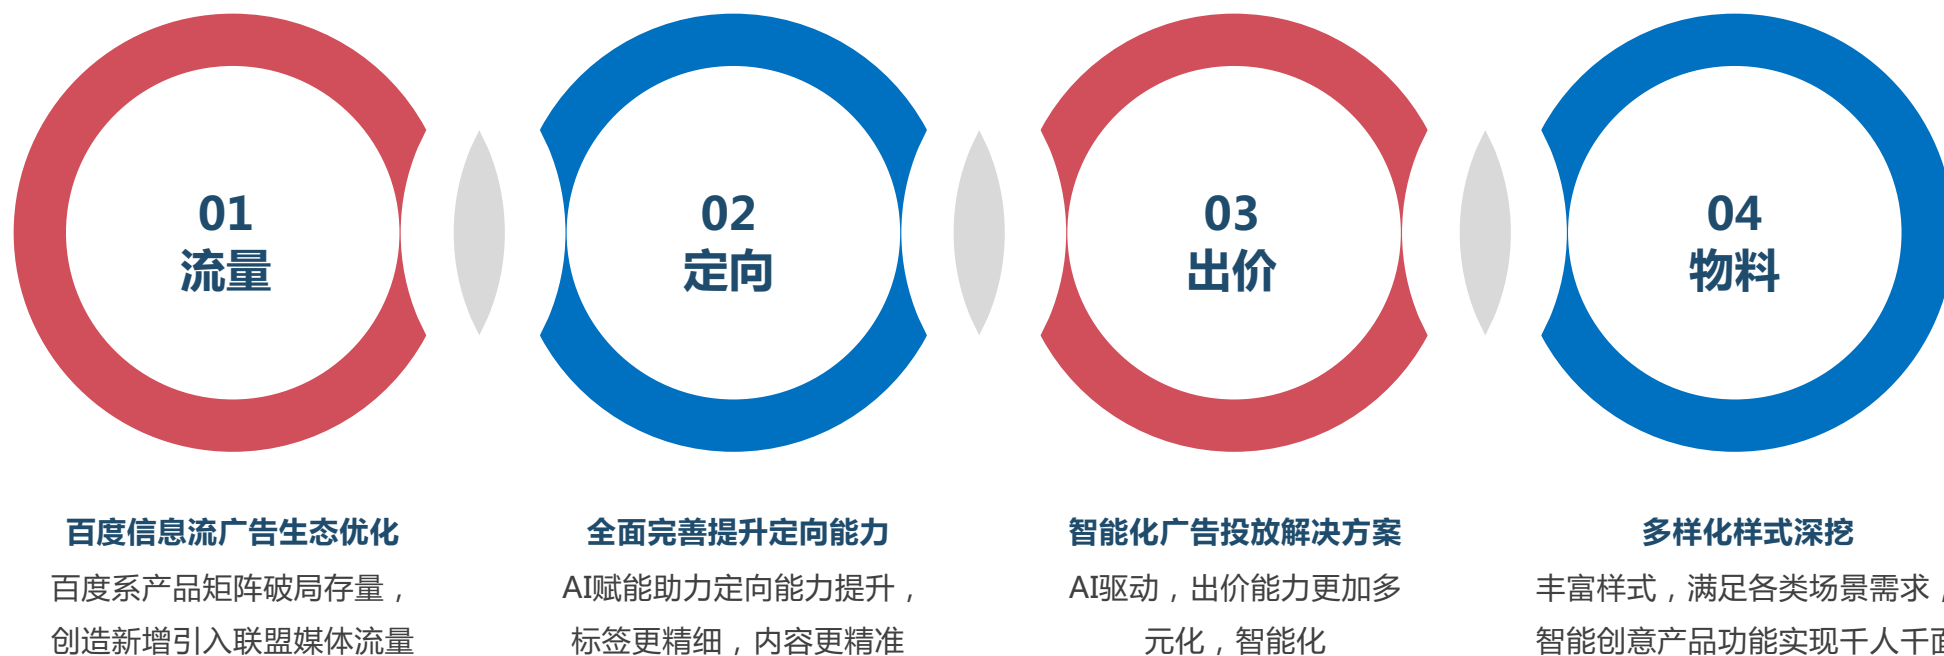 01
流量
02
定向
03
出价
04
物料
百度信息流广告生态优化
百度系产品矩阵破局存量，
创造新增引入联盟媒体流量
全面完善提升定向能力
AI赋能助力定向能力提升，
标签更精细，内容更精准
智能化广告投放解决方案
AI驱动，出价能力更加多
元化，智能化
多样化样式深挖
丰富样式，满足各类场景需求，
智能创意产品功能实现千人千面